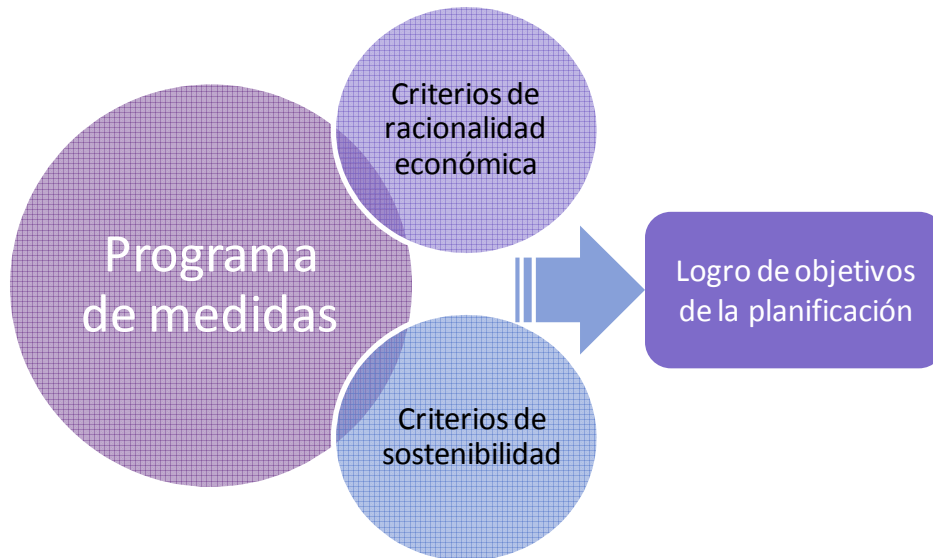 Criterios de
racionalidad
económica
Programa
de medidas
Logro de objetivos
de la planificación
Criterios de
sostenibilidad